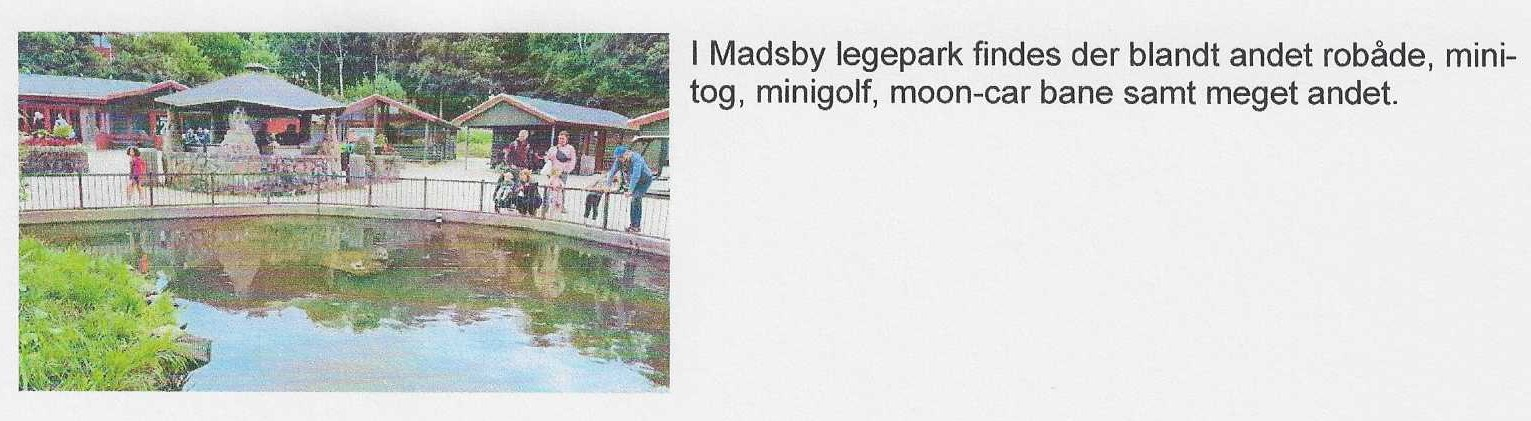 I Madsby legepark findes der blandt andet robåde, mini-
tog, minigolf, moon-car bane samt meget andet.